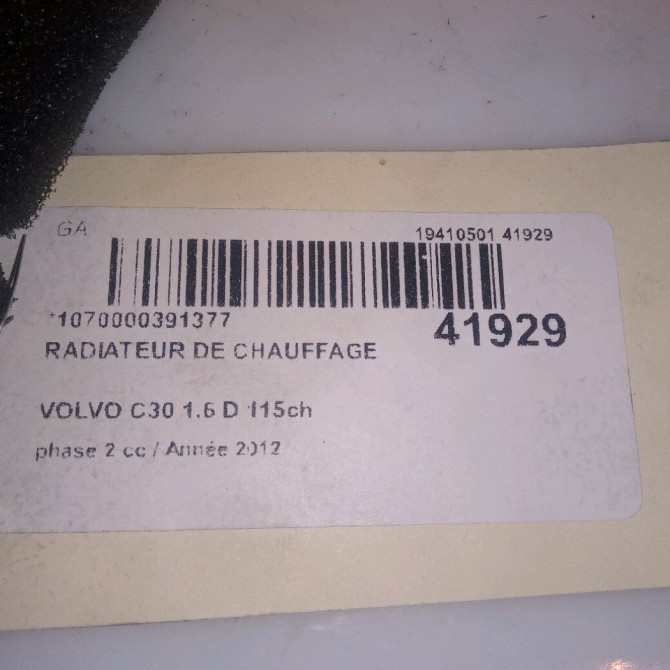 GA
19410501 41929
*1070000391377
41929
RADIATEUR DE CHAUFFAGE
VOLVO C30 1.6 D 115ch
phase 2 cc / Année 2012